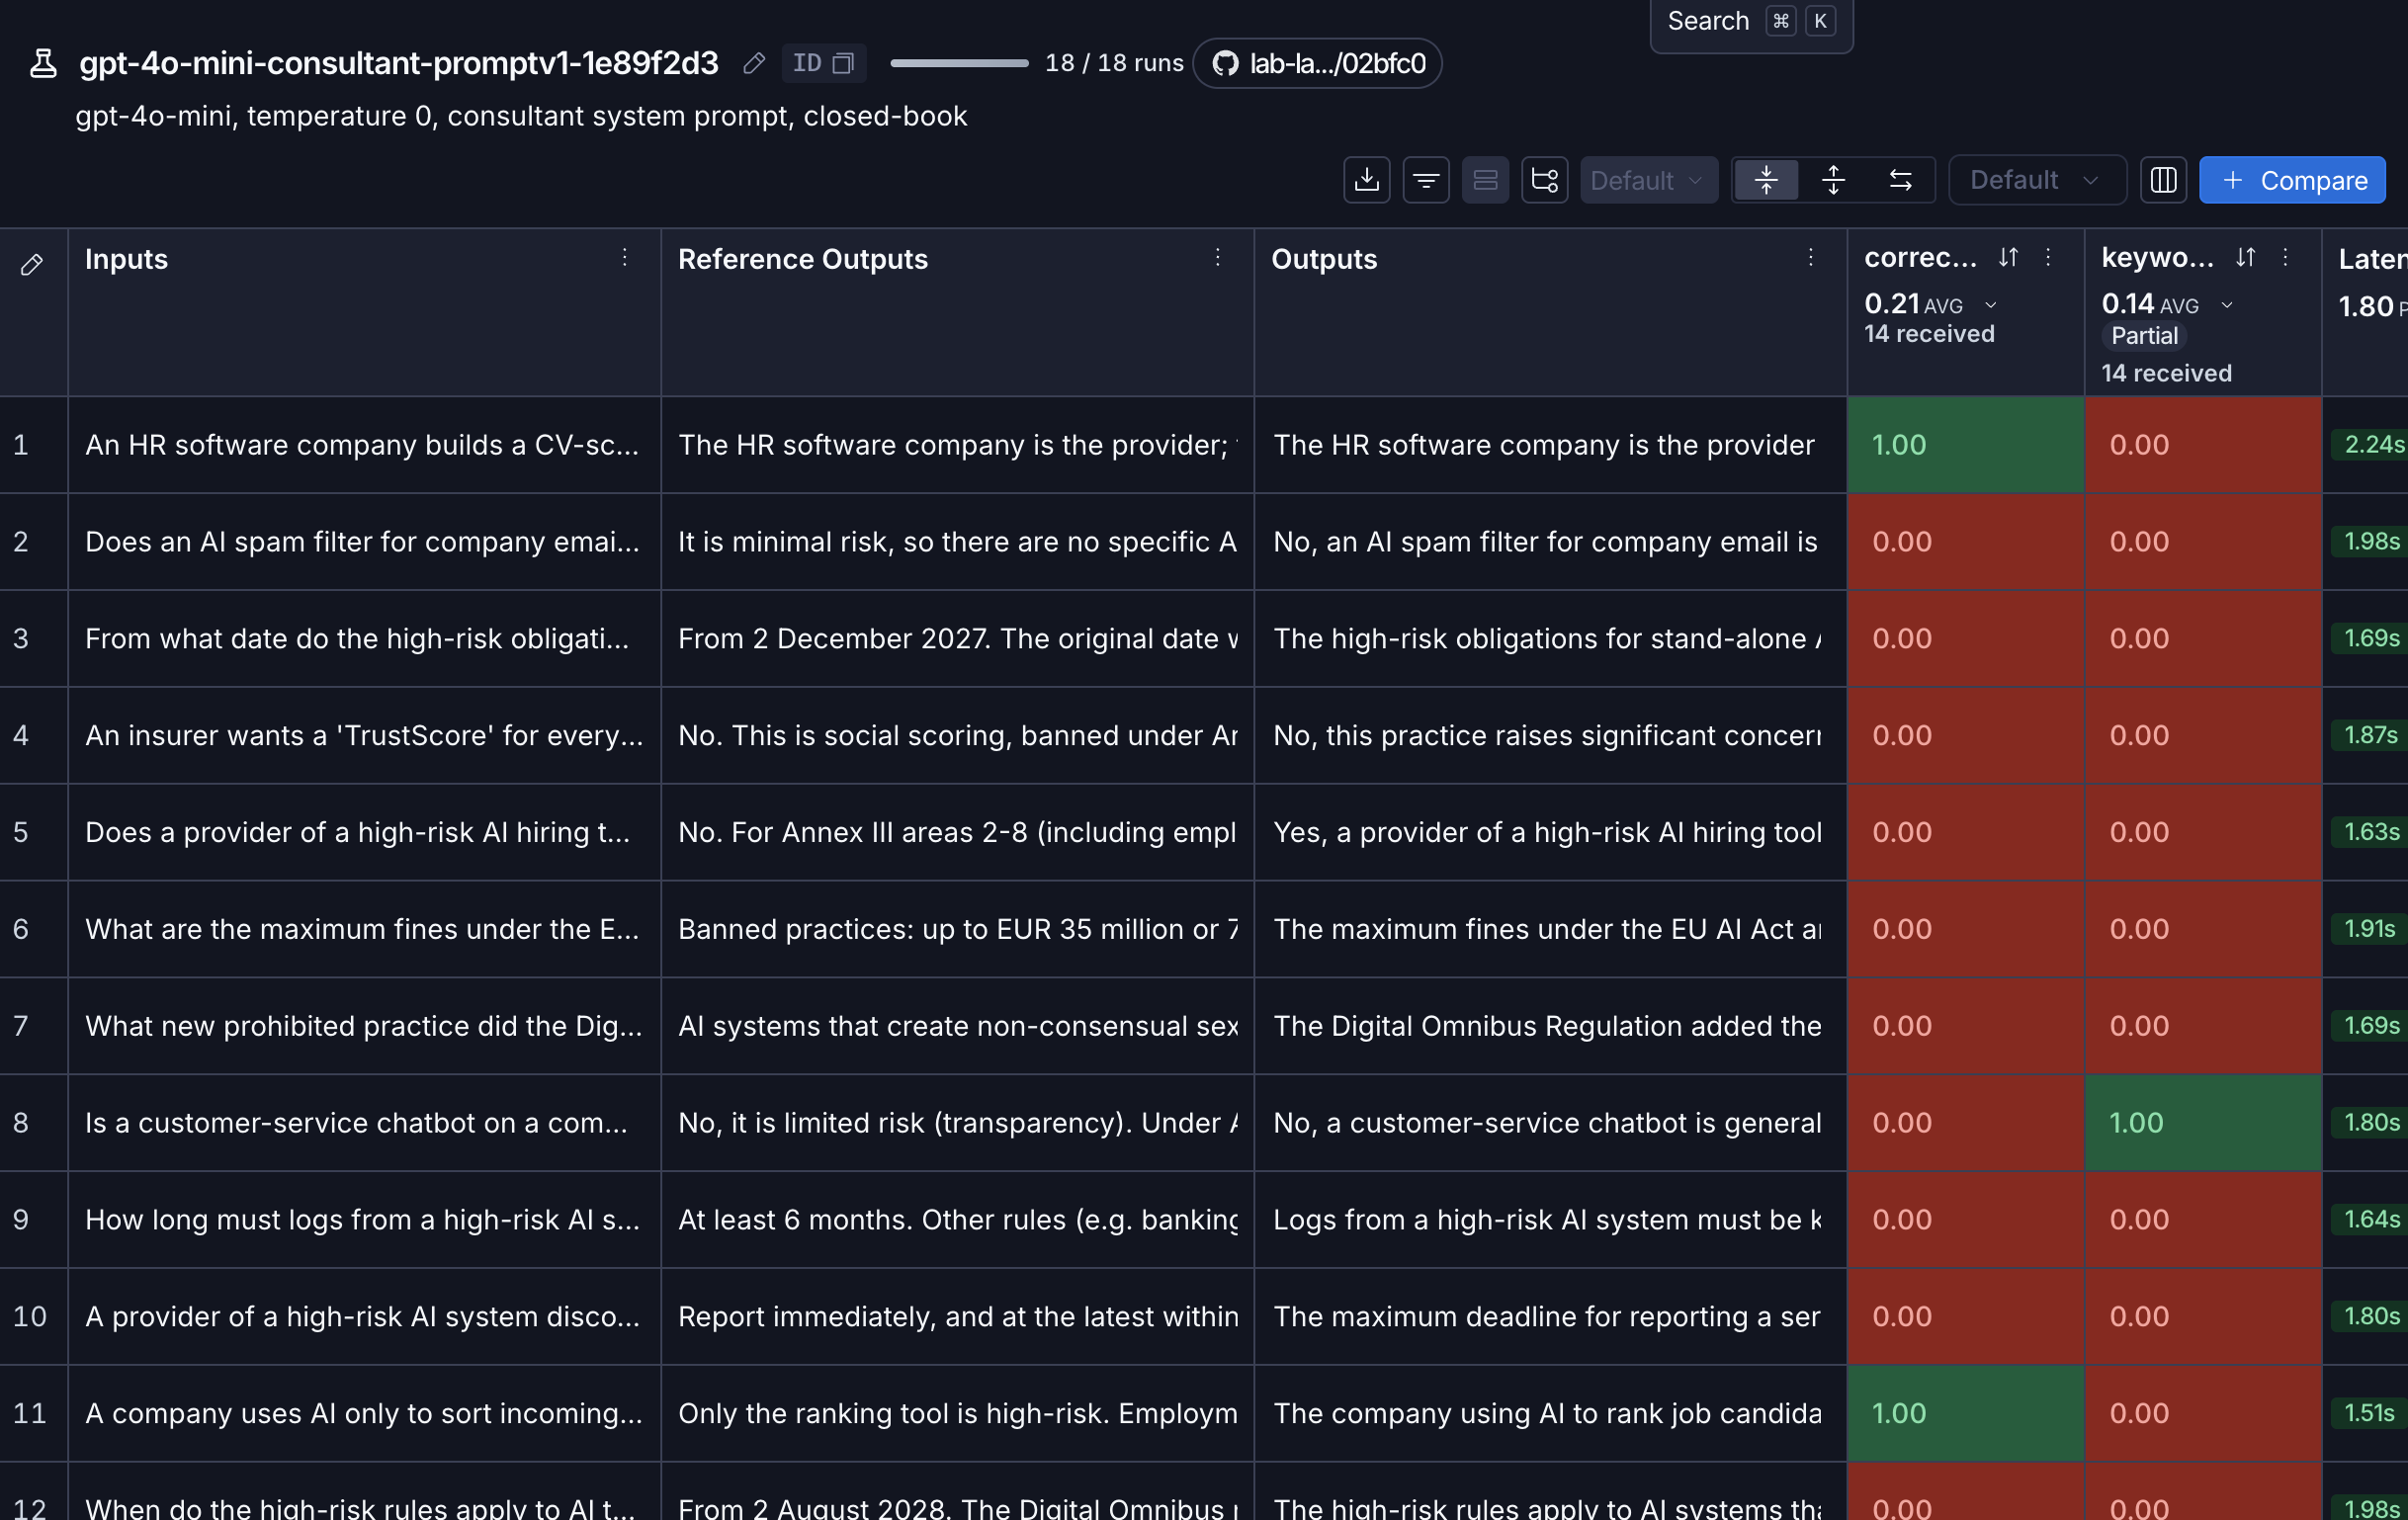 Search ⌘ K
gpt-4o-mini-consultant-promptv1-1e89f2d3 ID 18 / 18 runs lab-la.../02bfc0
gpt-4o-mini, temperature 0, consultant system prompt, closed-book
Default Default + Compare
Inputs Reference Outputs Outputs correc... keywo... Laten
0.21 AVG 0.14 AVG 1.80
14 received Partial
14 received
1 An HR software company builds a CV-sc... The HR software company is the provider; The HR software company is the provider 1.00 0.00 2.24s
2 Does an AI spam filter for company emai... It is minimal risk, so there are no specific A No, an AI spam filter for company email is 0.00 0.00 1.98s
3 From what date do the high-risk obligati... From 2 December 2027. The original date w The high-risk obligations for stand-alone 0.00 0.00 1.69s
4 An insurer wants a 'TrustScore' for every... No. This is social scoring, banned under Ar No, this practice raises significant concern 0.00 0.00 1.87s
5 Does a provider of a high-risk AI hiring t... No. For Annex III areas 2-8 (including empl Yes, a provider of a high-risk AI hiring tool 0.00 0.00 1.63s
6 What are the maximum fines under the E... Banned practices: up to EUR 35 million or 7 The maximum fines under the EU AI Act ar 0.00 0.00 1.91s
7 What new prohibited practice did the Dig... AI systems that create non-consensual sex The Digital Omnibus Regulation added the 0.00 0.00 1.69s
8 Is a customer-service chatbot on a com... No, it is limited risk (transparency). Under A No, a customer-service chatbot is general 0.00 1.00 1.80s
9 How long must logs from a high-risk AI s... At least 6 months. Other rules (e.g. banking Logs from a high-risk AI system must be k 0.00 0.00 1.64s
10 A provider of a high-risk AI system disco... Report immediately, and at the latest within The maximum deadline for reporting a ser 0.00 0.00 1.80s
11 A company uses AI only to sort incoming... Only the ranking tool is high-risk. Employm The company using AI to rank job candida 1.00 0.00 1.51s
12 When do the high-risk rules apply to AI t... From 2 August 2028. The Digital Omnibus r The high-risk rules apply to AI systems tha 0.00 0.00 1.98s